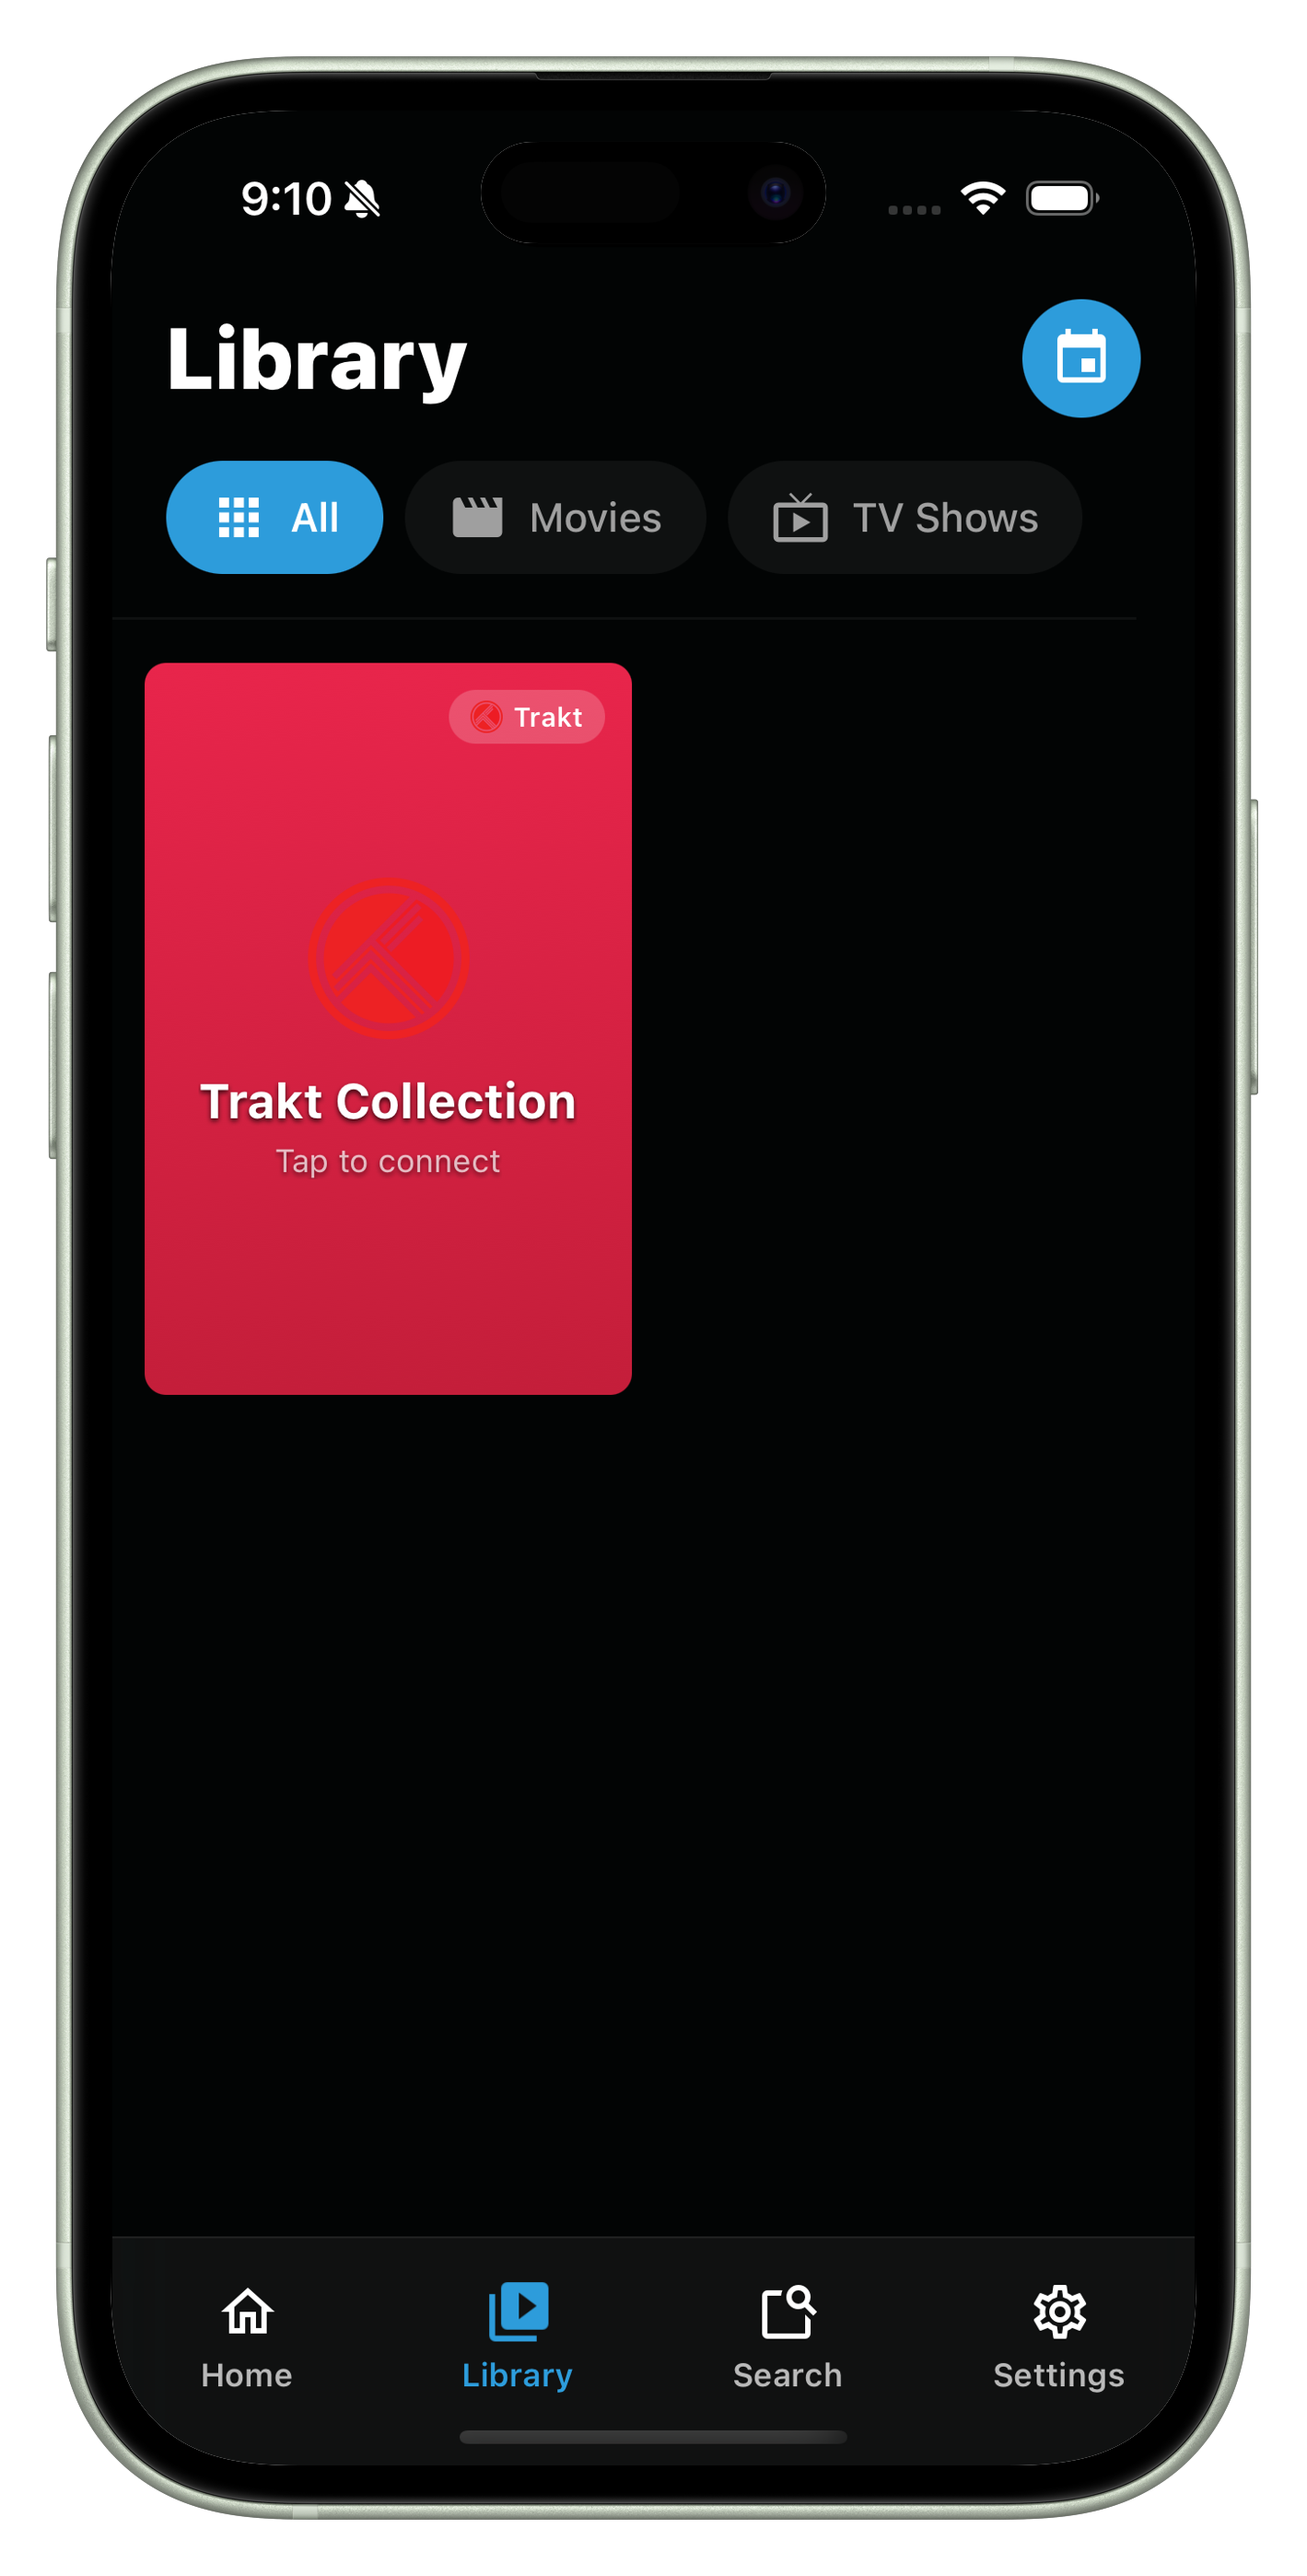 9:10
Library
All
Movies
TV Shows
Trakt
Trakt Collection
Tap to connect
Home
Library
Search
Settings